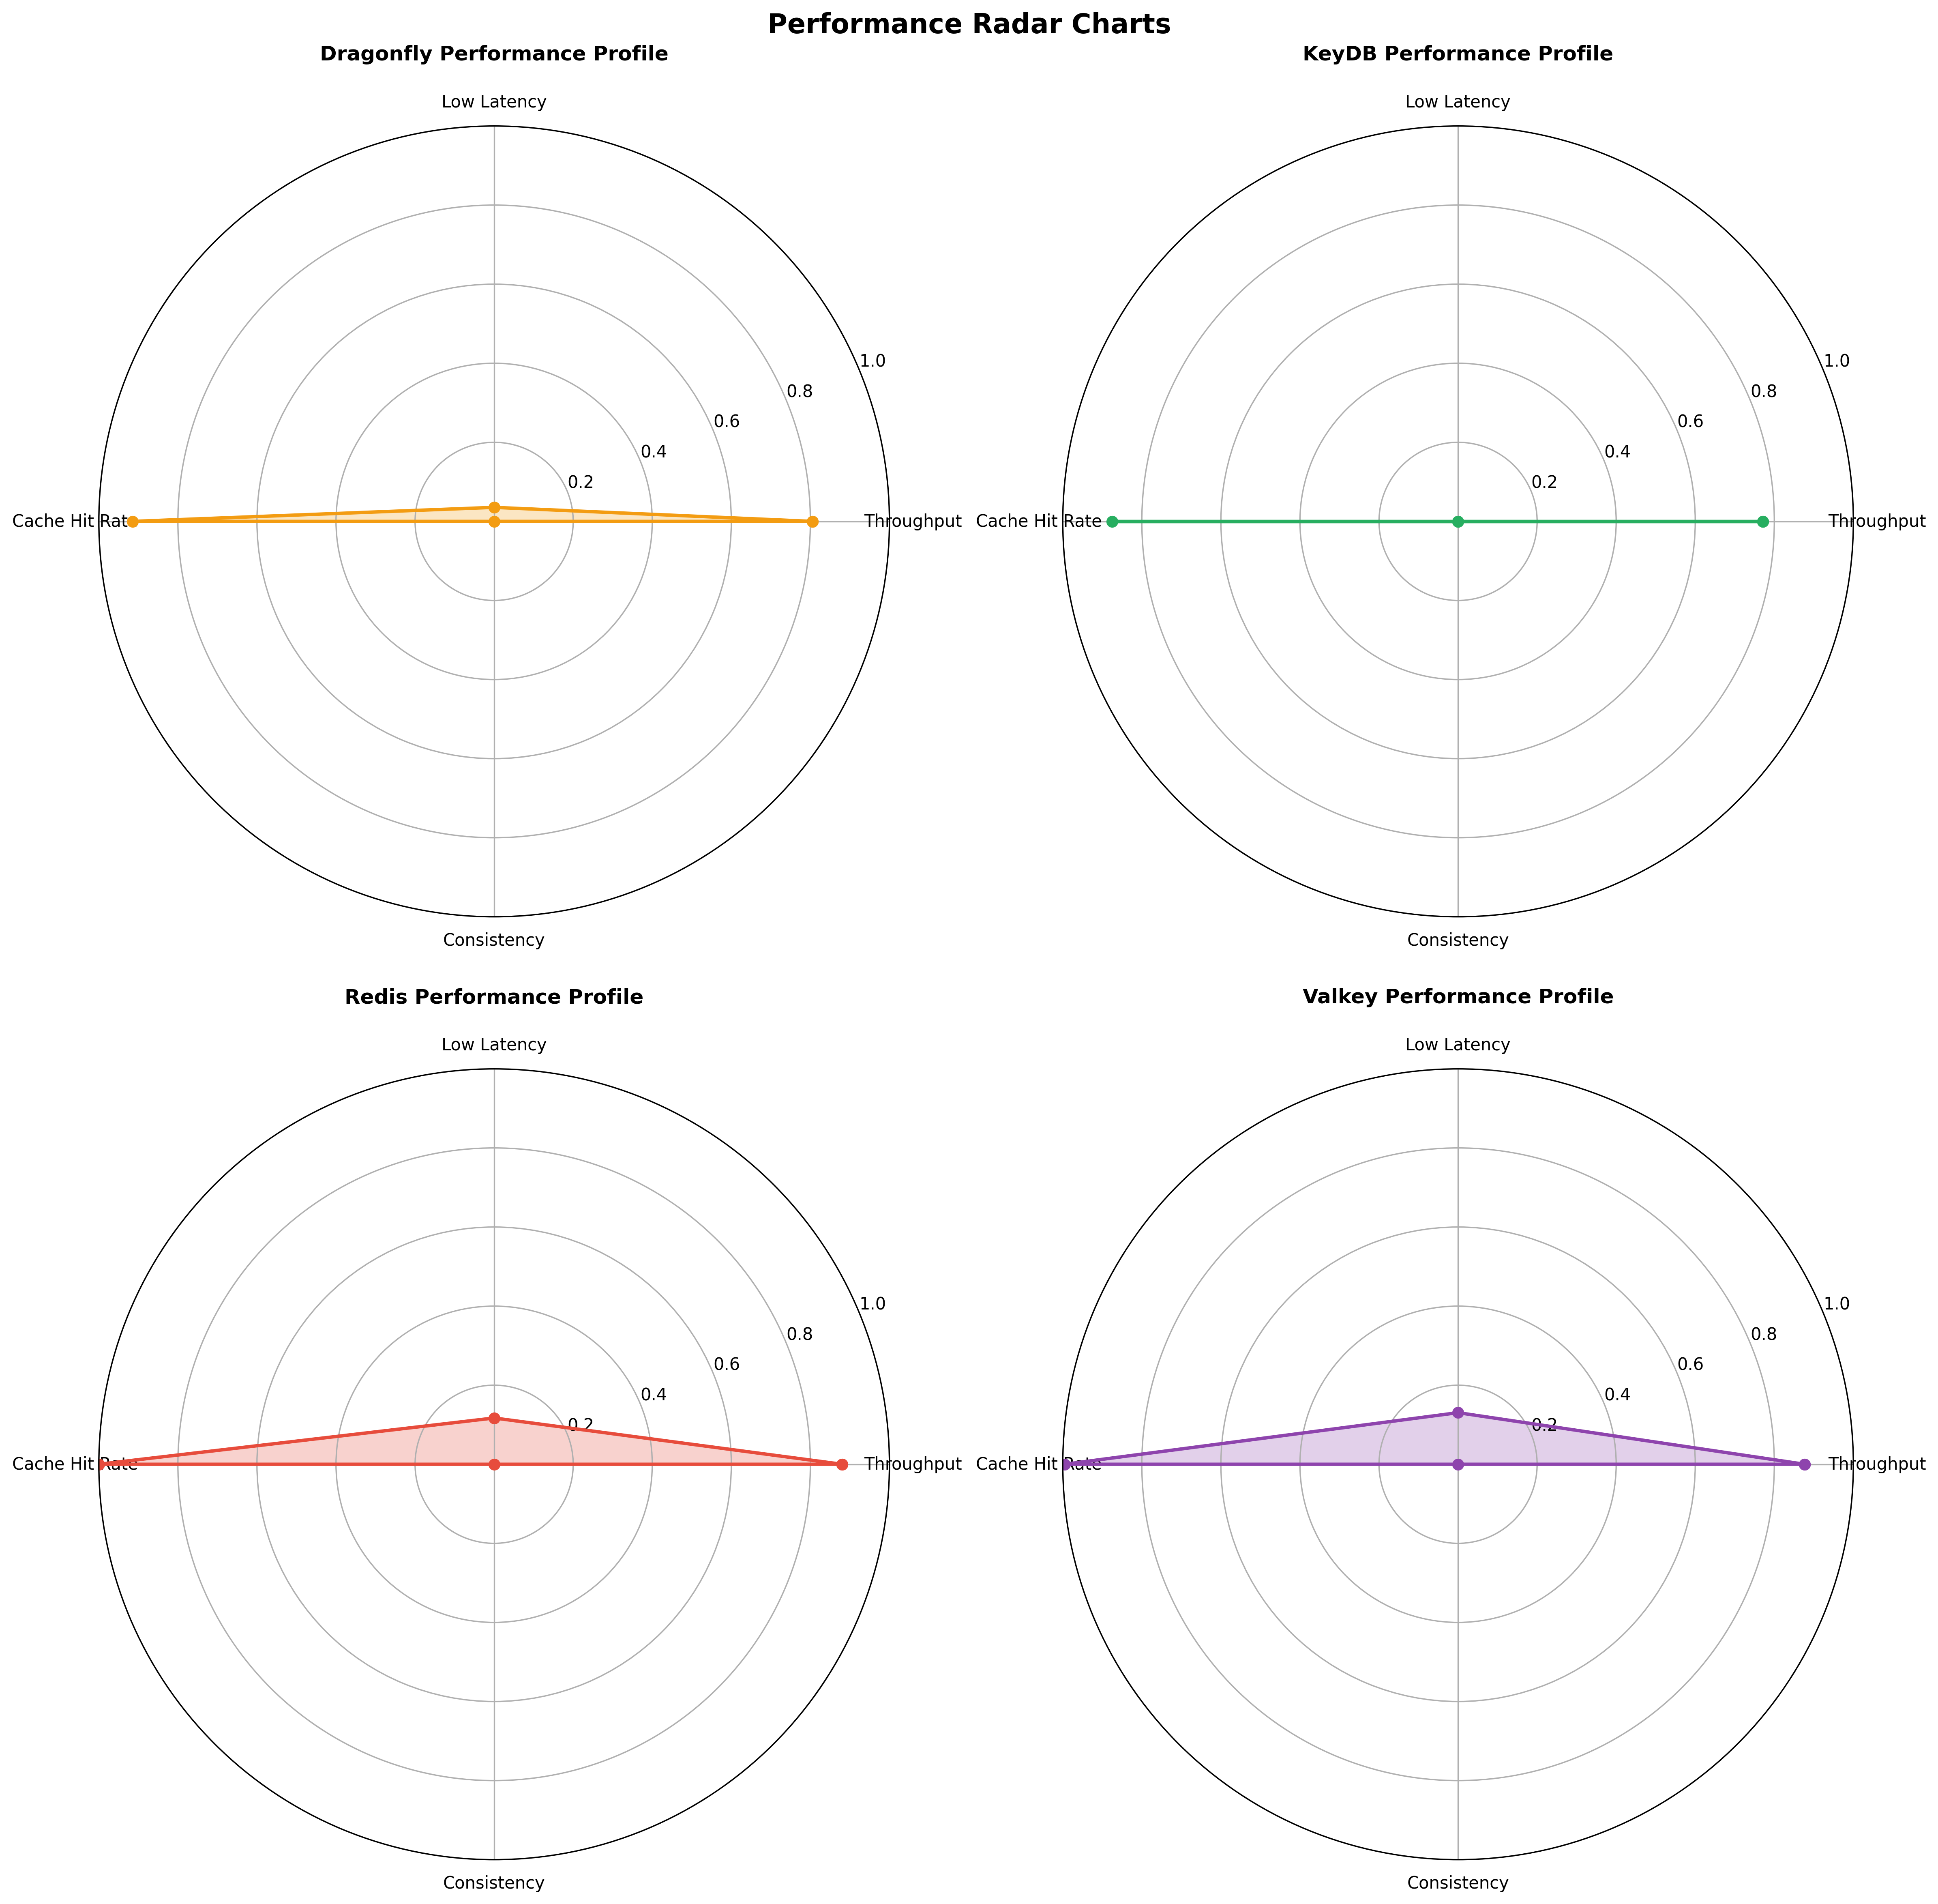 Performance Radar Charts
Dragonfly Performance Profile
Low Latency
1.0
0.8
0.6
0.4
0.2
Cache Hit Rate
Throughput
Consistency
KeyDB Performance Profile
Low Latency
1.0
0.8
0.6
0.4
0.2
Cache Hit Rate
Throughput
Consistency
Redis Performance Profile
Low Latency
1.0
0.8
0.6
0.4
0.2
Cache Hit Rate
Throughput
Consistency
Valkey Performance Profile
Low Latency
1.0
0.8
0.6
0.4
0.2
Cache Hit Rate
Throughput
Consistency